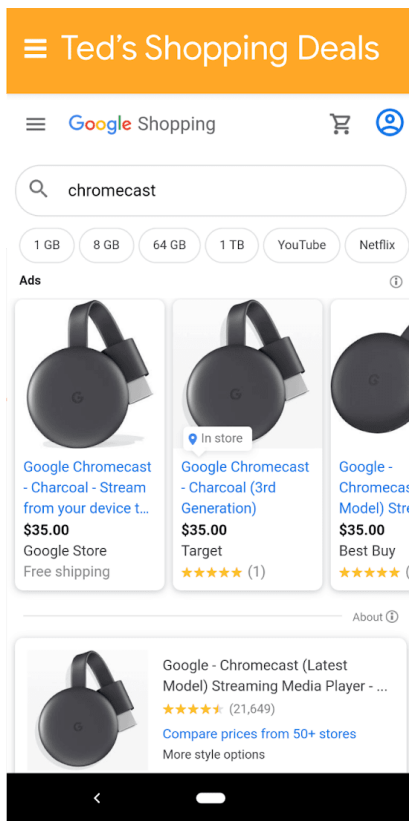 Ted's Shopping Deals
Google Shopping
chromecast
1 GB
8 GB
64 GB
1 TB
YouTube
Netflix
Ads
In store
Google Chromecast
- Charcoal - Stream
from your device t...
$35.00
Google Store
Free shipping
Google Chromecast
- Charcoal (3rd
Generation)
$35.00
Target
(1)
Google -
Chromecas
Model) Stre
$35.00
Best Buy
(
About
Google - Chromecast (Latest
Model) Streaming Media Player - ...
(21,649)
Compare prices from 50+ stores
More style options